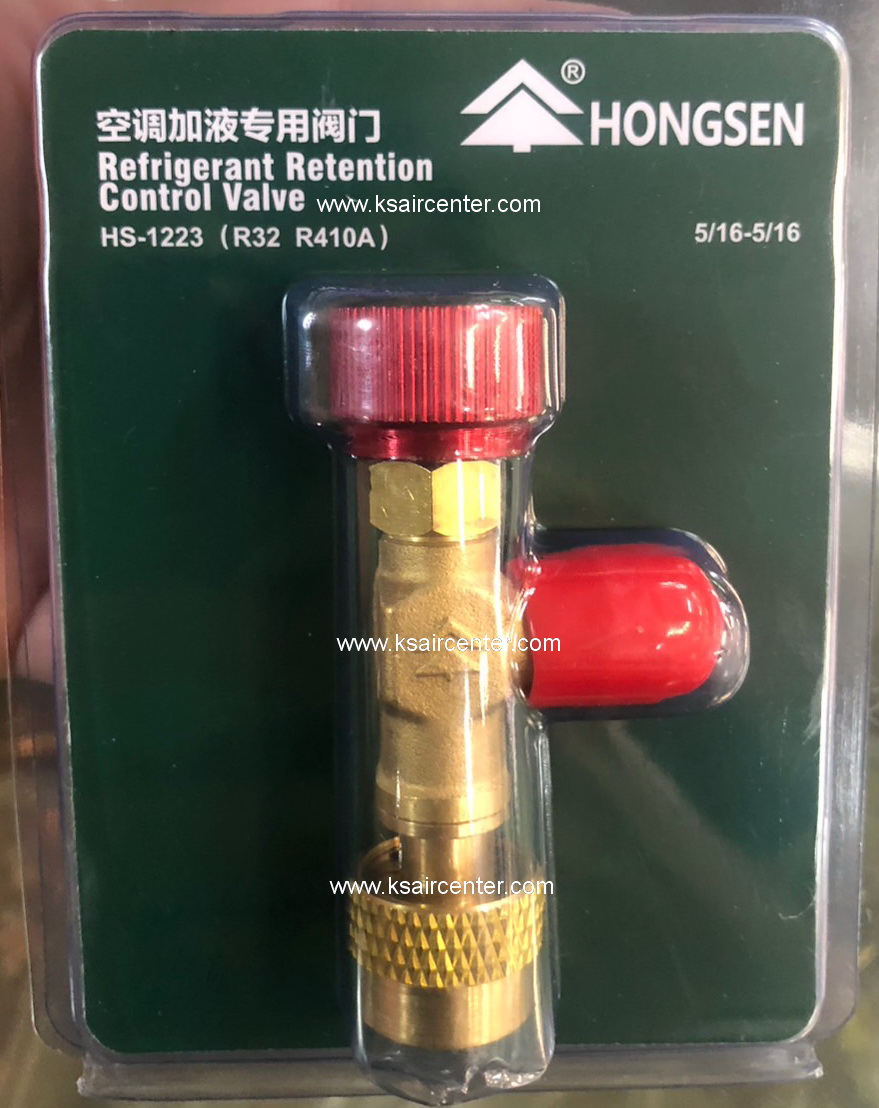 ®
HONGSEN
空调加液专用阀门
Refrigerant Retention
Control Valve
www.ksaircenter.com
HS-1223 (R32 R410A)
5/16-5/16
www.ksaircenter.com
www.ksaircenter.com